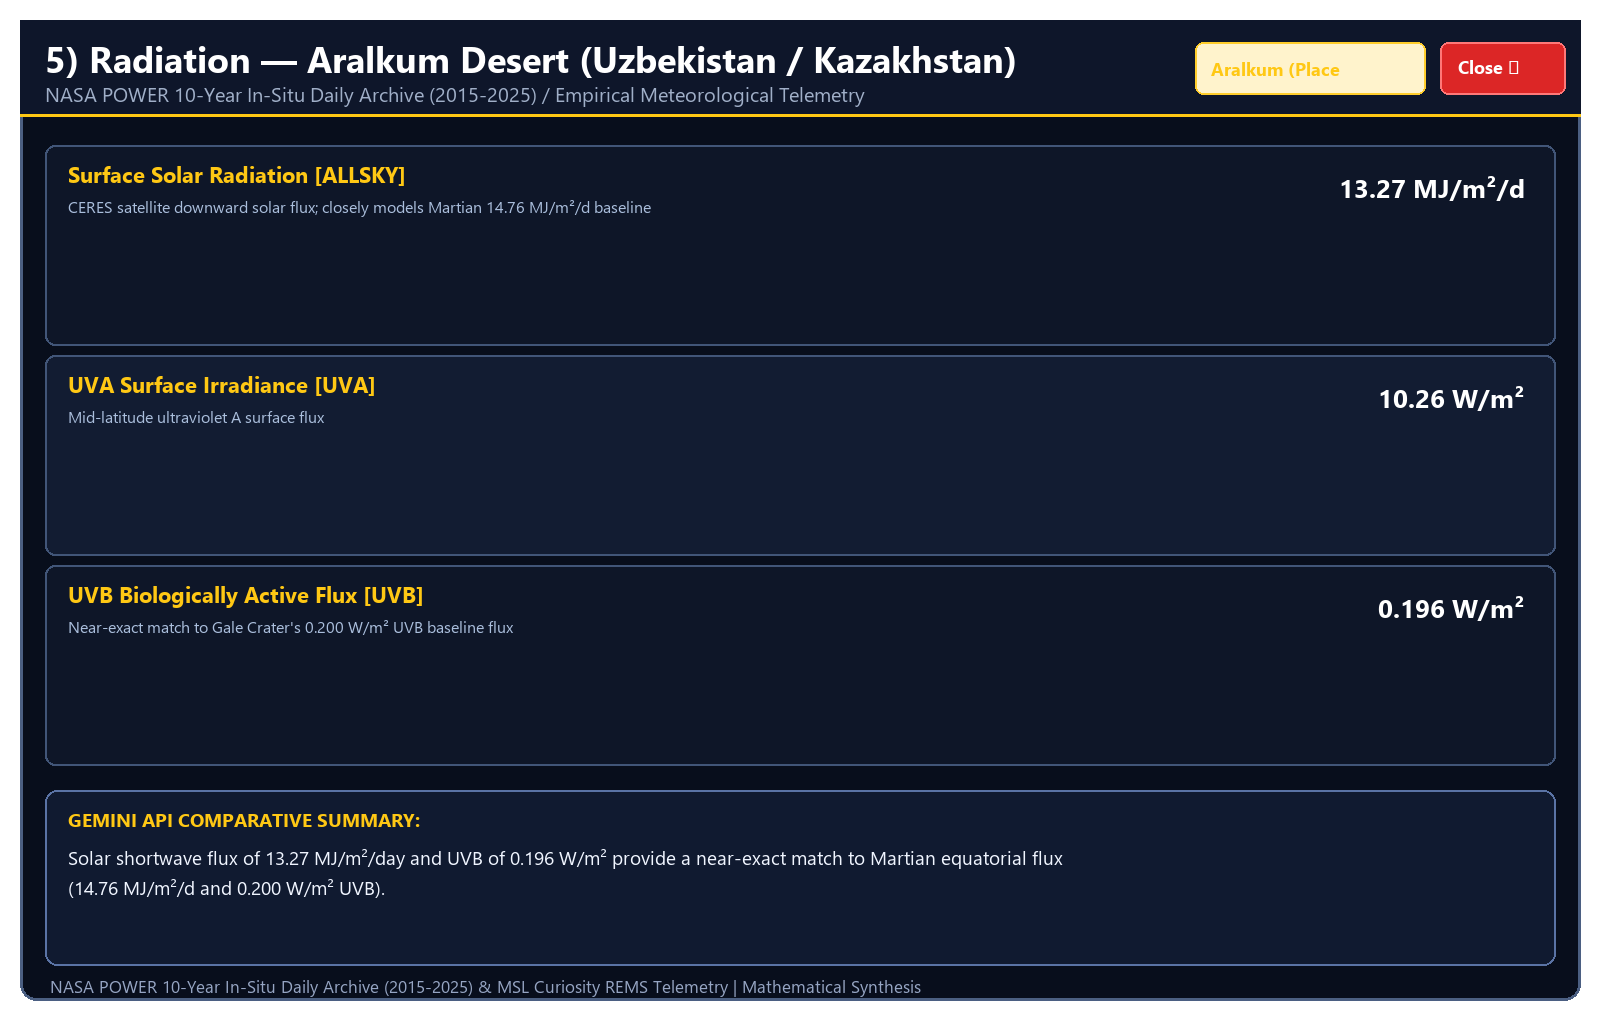 5) Radiation — Aralkum Desert (Uzbekistan / Kazakhstan)
NASA POWER 10-Year In-Situ Daily Archive (2015-2025) / Empirical Meteorological Telemetry
Aralkum (Place
Close
Surface Solar Radiation [ALLSKY]
CERES satellite downward solar flux; closely models Martian 14.76 MJ/m²/d baseline
13.27 MJ/m²/d
UVA Surface Irradiance [UVA]
Mid-latitude ultraviolet A surface flux
10.26 W/m²
UVB Biologically Active Flux [UVB]
Near-exact match to Gale Crater's 0.200 W/m² UVB baseline flux
0.196 W/m²
GEMINI API COMPARATIVE SUMMARY:
Solar shortwave flux of 13.27 MJ/m²/day and UVB of 0.196 W/m² provide a near-exact match to Martian equatorial flux
(14.76 MJ/m²/d and 0.200 W/m² UVB).
NASA POWER 10-Year In-Situ Daily Archive (2015-2025) & MSL Curiosity REMS Telemetry | Mathematical Synthesis